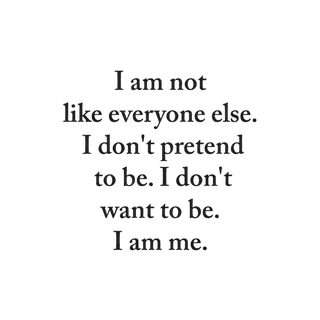 I am not
like everyone else.
I don't pretend
to be. I don't
want to be.
I am me.